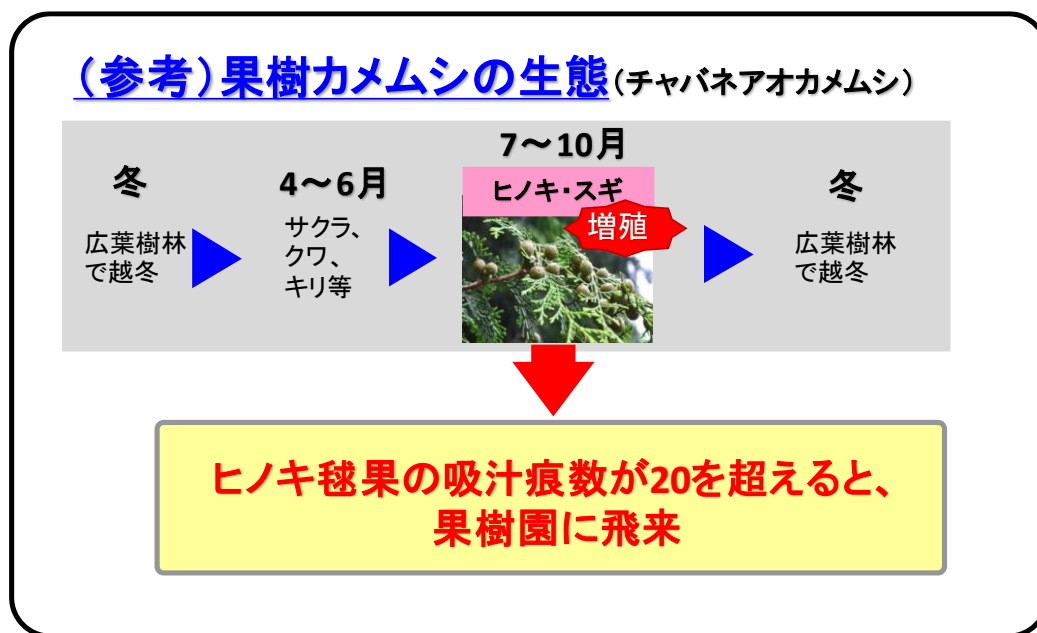 (参考)果樹カメムシの生態(チャバネアオカメムシ)
冬
広葉樹林
で越冬
4～6月
サクラ、
クワ、
キリ等
7～10月
ヒノキ・スギ
増殖
冬
広葉樹林
で越冬
ヒノキ毬果の吸汁痕数が20を超えると、
果樹園に飛来